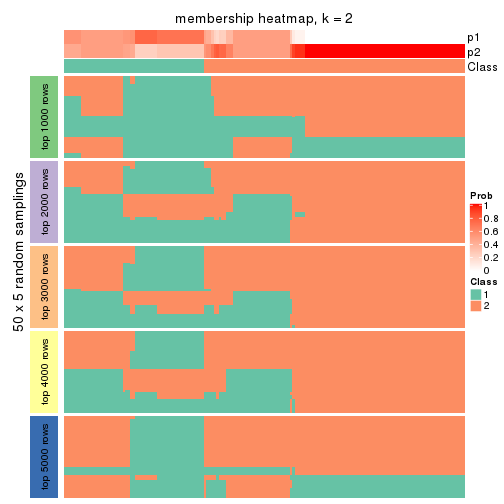 membership heatmap, k = 2
p1
p2
Class
50 x 5 random samplings
top 1000 rows
top 2000 rows
top 3000 rows
top 4000 rows
top 5000 rows
Prob
1
0.8
0.6
0.4
0.2
0
Class
1
2